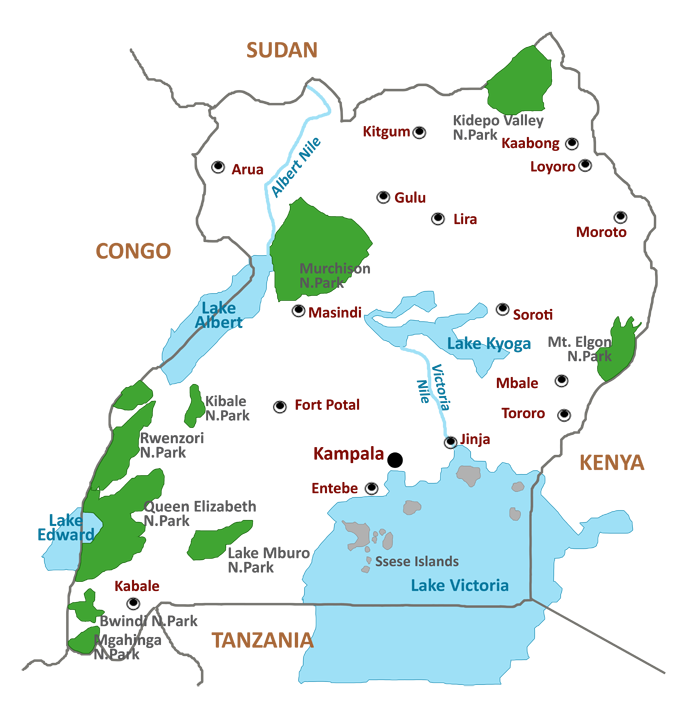 SUDAN
Kidepo Valley
N.Park
Kitgum
Kaabong
Loyoro
Arua
Albert Nile
Gulu
Lira
Moroto
CONGO
Murchison
N.Park
Lake
Albert
Masindi
Soroti
Lake Kyoga
Mt. Elgon
N.Park
Victoria
Nile
Mbale
Kibale
N.Park
Fort Potal
Tororo
Rwenzori
N.Park
Jinja
Kampala
KENYA
Entebe
Queen Elizabeth
N.Park
Lake
Edward
Lake Mburo
N.Park
Ssese Islands
Kabale
Lake Victoria
Bwindi N.Park
Mgahinga
N.Park
TANZANIA